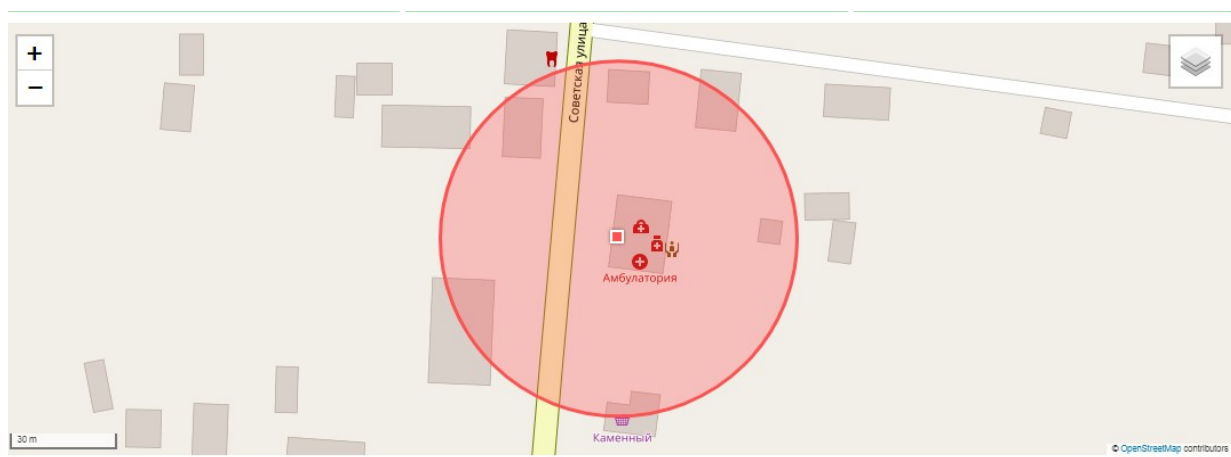 +
−
Советская улица
Амбулатория
Каменный
30 m
© OpenStreetMap contributors